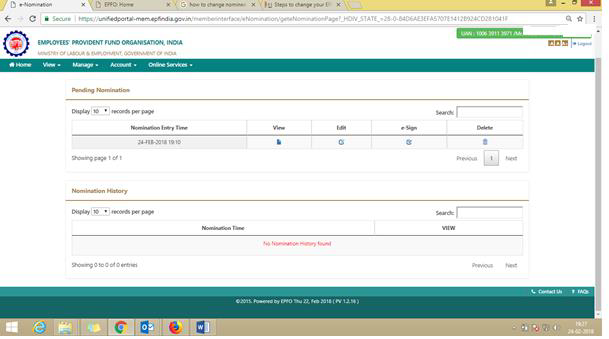 e-Nomination
EPFO: Home
how to change nomine
Steps to change your EP
Secure
https://unifiedportal-mem.epfindia.gov.in/memberinterface/eNomination/geteNominationPage?_HDIV_STATE_=28-0-84D6AE3EFA5707E1412B924CD281041F
EMPLOYEES' PROVIDENT FUND ORGANISATION, INDIA
MINISTRY OF LABOUR & EMPLOYMENT, GOVERNMENT OF INDIA
UAN : 1006 3911 3971
Logout
Home View Manage Account Online Services
Pending Nomination
Display 10 records per page
Search:
Nomination Entry Time View Edit e-Sign Delete
24-FEB-2018 19:10
Showing page 1 of 1
Previous 1 Next
Nomination History
Display 10 records per page
Search:
Nomination Time VIEW
No Nomination History found
Showing 0 to 0 of 0 entries
Previous Next
Contact Us ? FAQs
©2015. Powered by EPFO Thu 22, Feb 2018 ( PV 1.2.16 )
19:27
24-02-2018